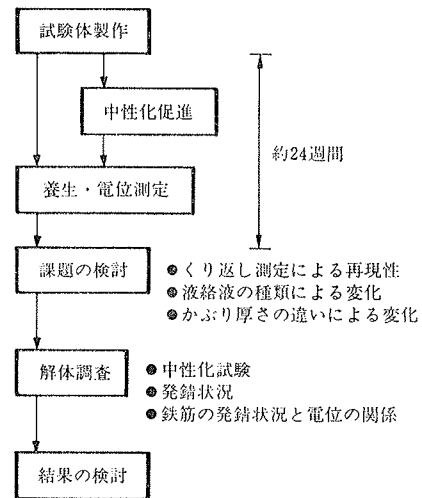 試験体製作
中性化促進
約24週間
養生・電位測定
課題の検討
●くり返し測定による再現性
●液絡液の種類による変化
●かぶり厚さの違いによる変化
解体調査
●中性化試験
●発錆状況
●鉄筋の発錆状況と電位の関係
結果の検討